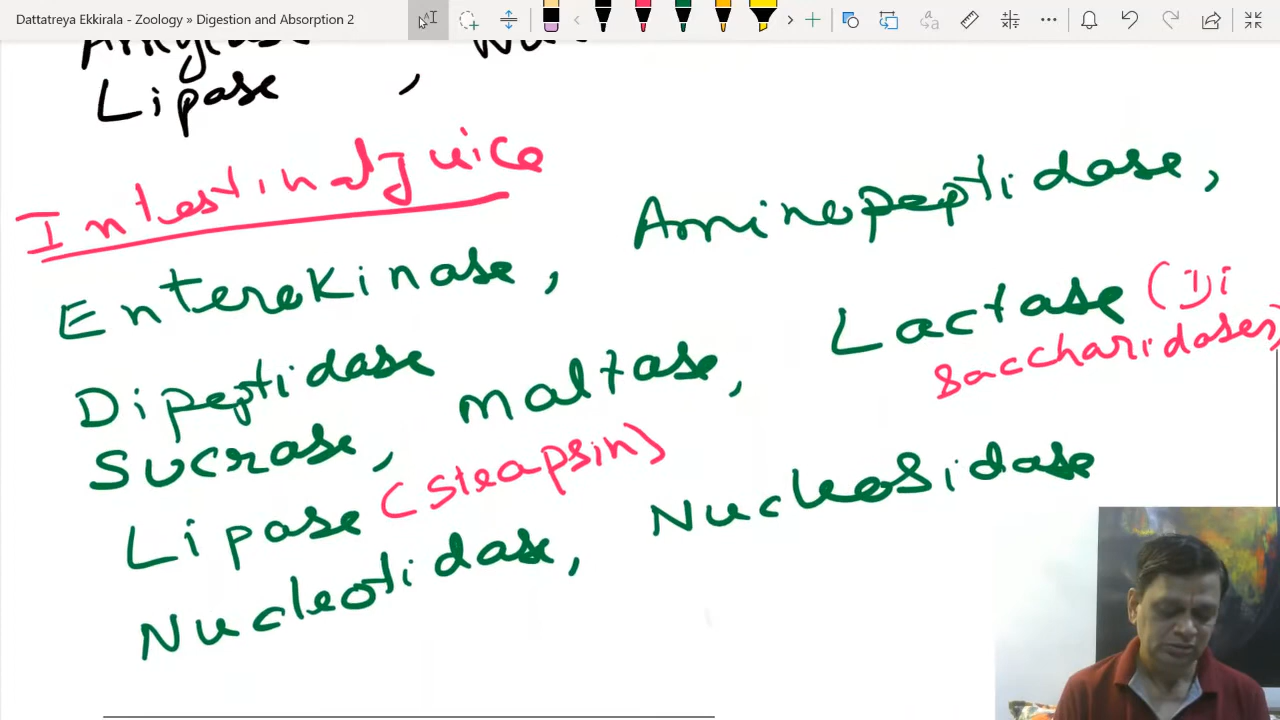 Dattatreya Ekkirala - Zoology » Digestion and Absorption 2
Lipase ,
Intestinal Juice
Enterokinase, Aminopeptidase,
Dipeptidase
Sucrase, maltase, Lactase (Di
saccharidases)
Lipase (Steapsin)
Nucleotidase, Nucleosidase